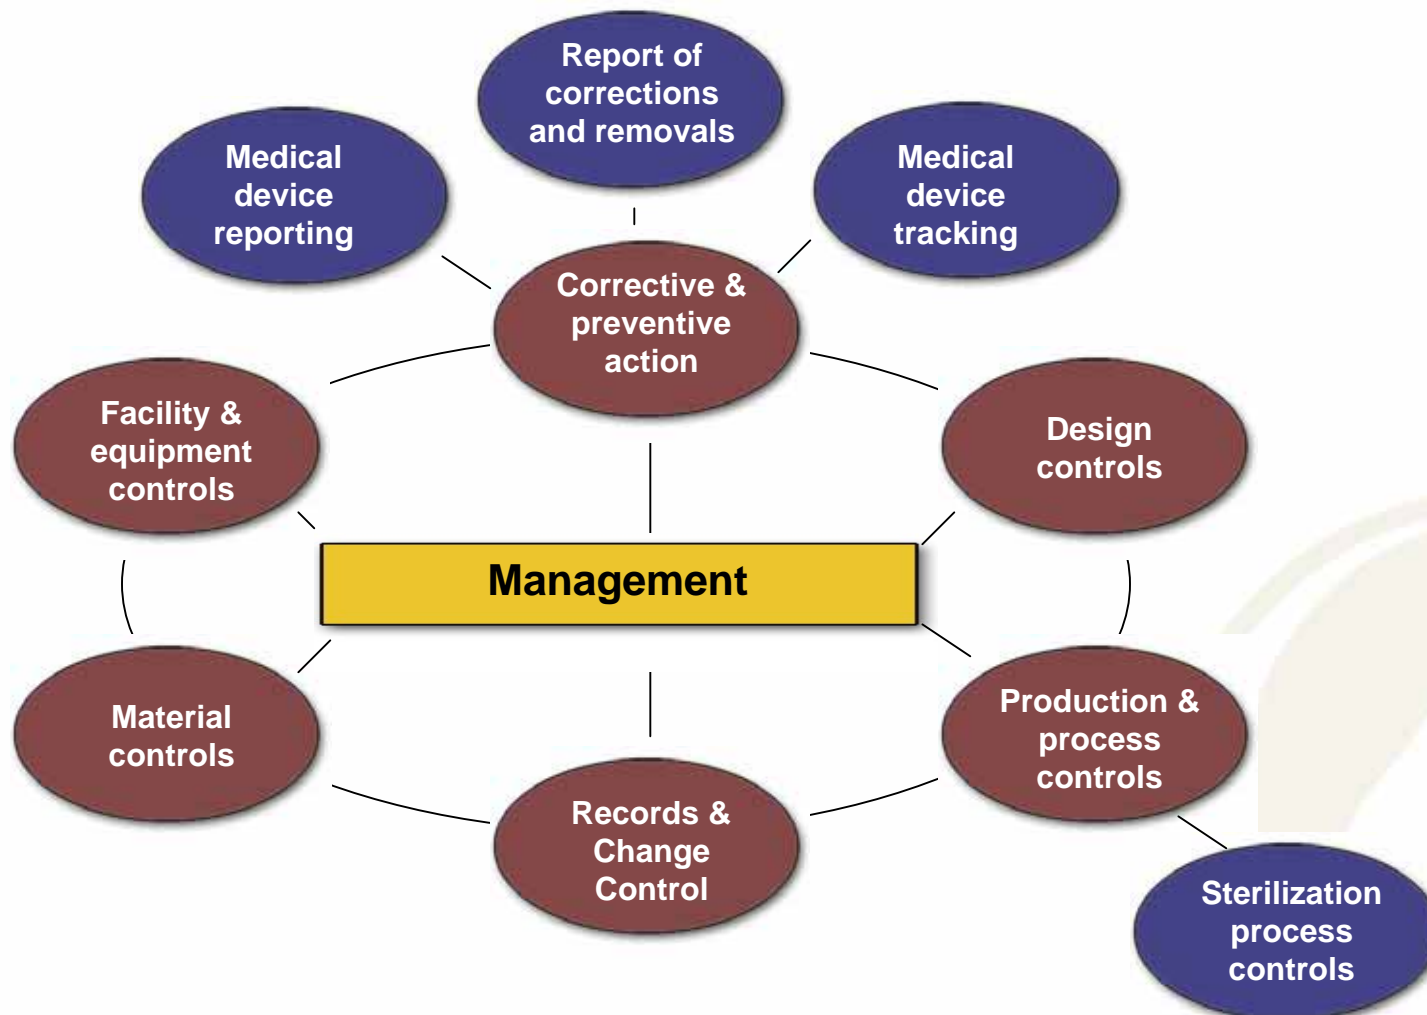 Report of
corrections
and removals
Medical
device
reporting
Medical
device
tracking
Corrective &
preventive
action
Facility &
equipment
controls
Design
controls
Management
Material
controls
Production &
process
controls
Records &
Change
Control
Sterilization
process
controls